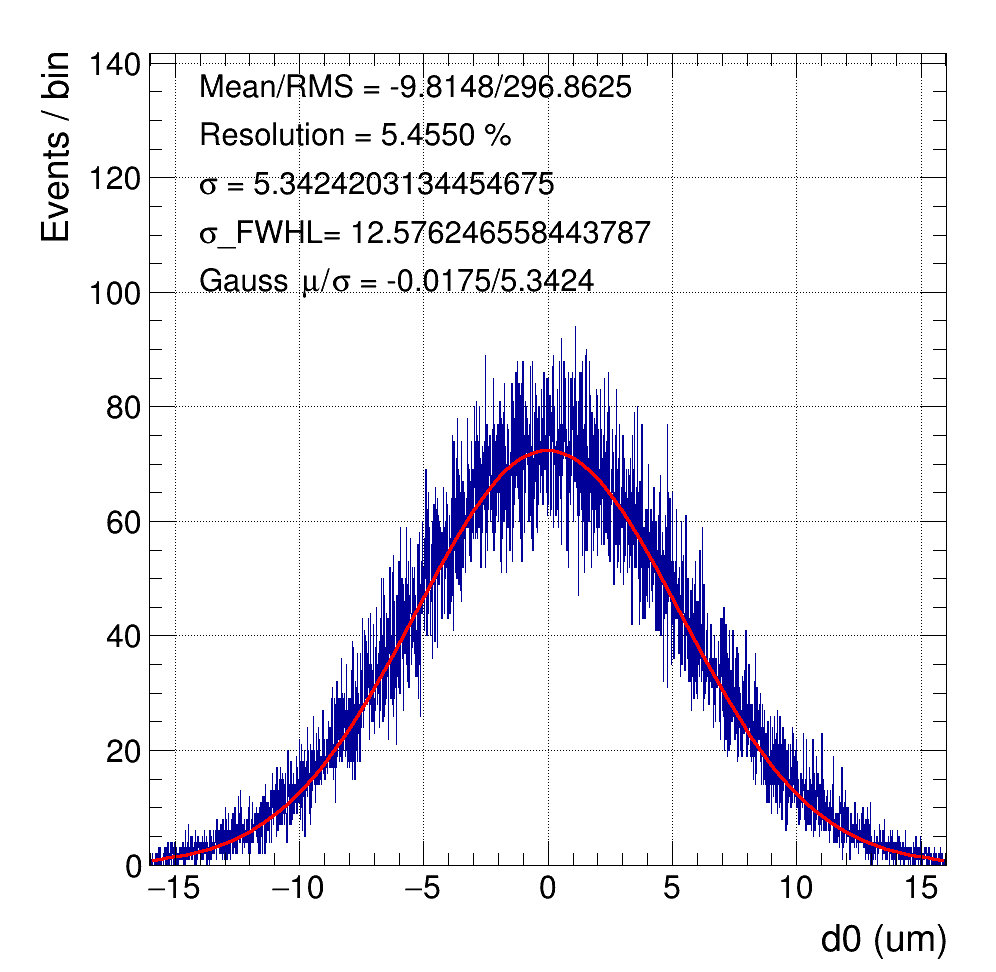 Events / bin
140
120
100
80
60
40
20
0
Mean/RMS = -9.8148/296.8625
Resolution = 5.4550 %
σ = 5.3424203134454675
σ_FWHL= 12.576246558443787
Gauss μ/σ = -0.0175/5.3424
−15 −10 −5 0 5 10 15
d0 (um)